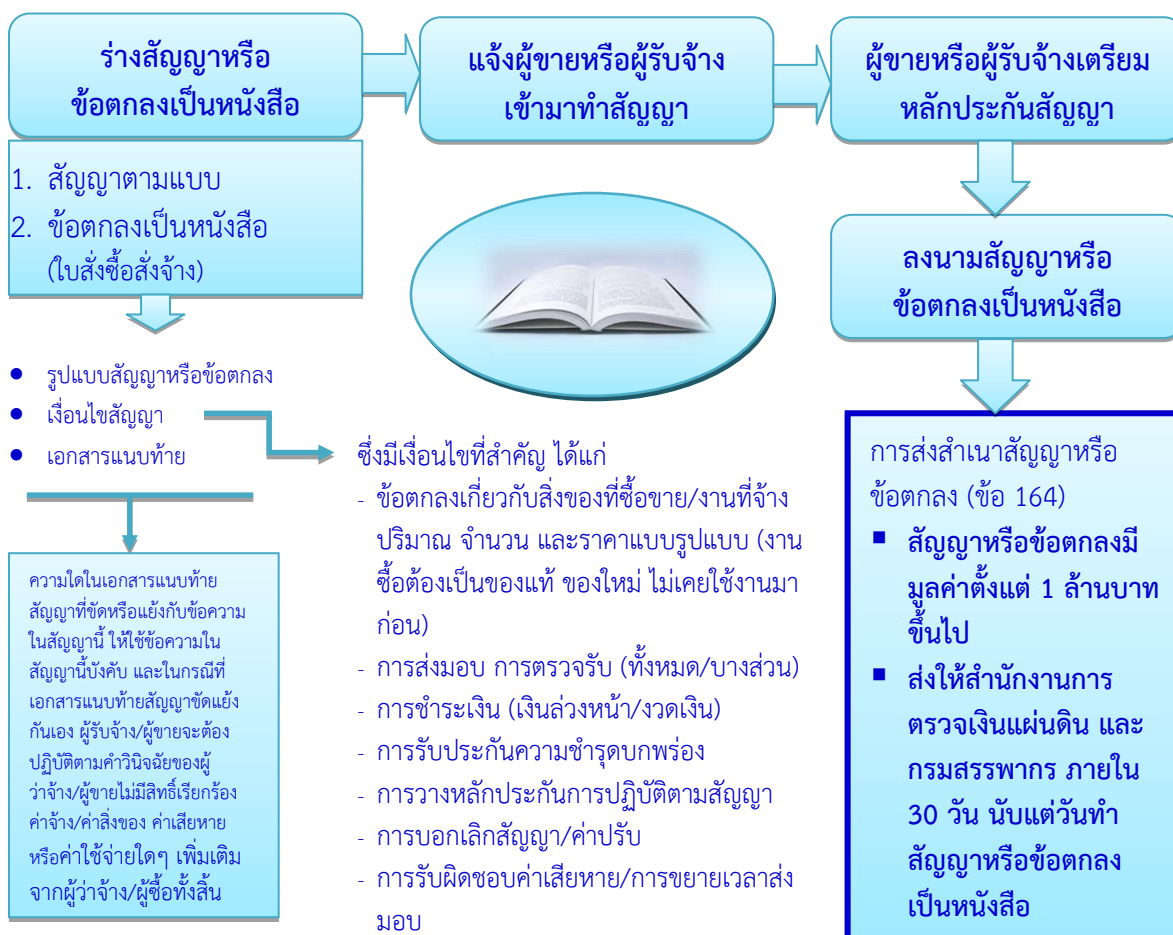 ร่างสัญญาหรือ
ข้อตกลงเป็นหนังสือ
แจ้งผู้ขายหรือผู้รับจ้าง
เข้ามาทำสัญญา
ผู้ขายหรือผู้รับจ้างเตรียม
หลักประกันสัญญา
1. สัญญาตามแบบ
2. ข้อตกลงเป็นหนังสือ
(ใบสั่งซื้อสั่งจ้าง)
ลงนามสัญญาหรือ
ข้อตกลงเป็นหนังสือ
• รูปแบบสัญญาหรือข้อตกลง
• เงื่อนไขสัญญา
• เอกสารแนบท้าย
ความใดในเอกสารแนบท้าย
สัญญาที่ขัดหรือแย้งกับข้อความ
ในสัญญานี้ ให้ใช้ข้อความใน
สัญญานี้บังคับ และในกรณีที่
เอกสารแนบท้ายสัญญาขัดแย้ง
กันเอง ผู้รับจ้าง/ผู้ขายจะต้อง
ปฏิบัติตามคำวินิจฉัยของผู้
ว่าจ้าง/ผู้ขายไม่มีสิทธิ์เรียกร้อง
ค่าจ้าง/ค่าสิ่งของ ค่าเสียหาย
หรือค่าใช้จ่ายใดๆ เพิ่มเติม
จากผู้ว่าจ้าง/ผู้ซื้อทั้งสิ้น
ซึ่งมีเงื่อนไขที่สำคัญ ได้แก่
- ข้อตกลงเกี่ยวกับสิ่งของที่ซื้อขาย/งานที่จ้าง
ปริมาณ จำนวน และราคาแบบรูปแบบ (งาน
ซื้อต้องเป็นของแท้ ของใหม่ ไม่เคยใช้งานมา
ก่อน)
- การส่งมอบ การตรวจรับ (ทั้งหมด/บางส่วน)
- การชำระเงิน (เงินล่วงหน้า/งวดเงิน)
- การรับประกันความชำรุดบกพร่อง
- การวางหลักประกันการปฏิบัติตามสัญญา
- การบอกเลิกสัญญา/ค่าปรับ
- การรับผิดชอบค่าเสียหาย/การขยายเวลาส่ง
มอบ
การส่งสำเนาสัญญาหรือ
ข้อตกลง (ข้อ 164)
▪ สัญญาหรือข้อตกลงมี
มูลค่าตั้งแต่ 1 ล้านบาท
ขึ้นไป
▪ ส่งให้สำนักงานการ
ตรวจเงินแผ่นดิน และ
กรมสรรพากร ภายใน
30 วัน นับแต่วันทำ
สัญญาหรือข้อตกลง
เป็นหนังสือ